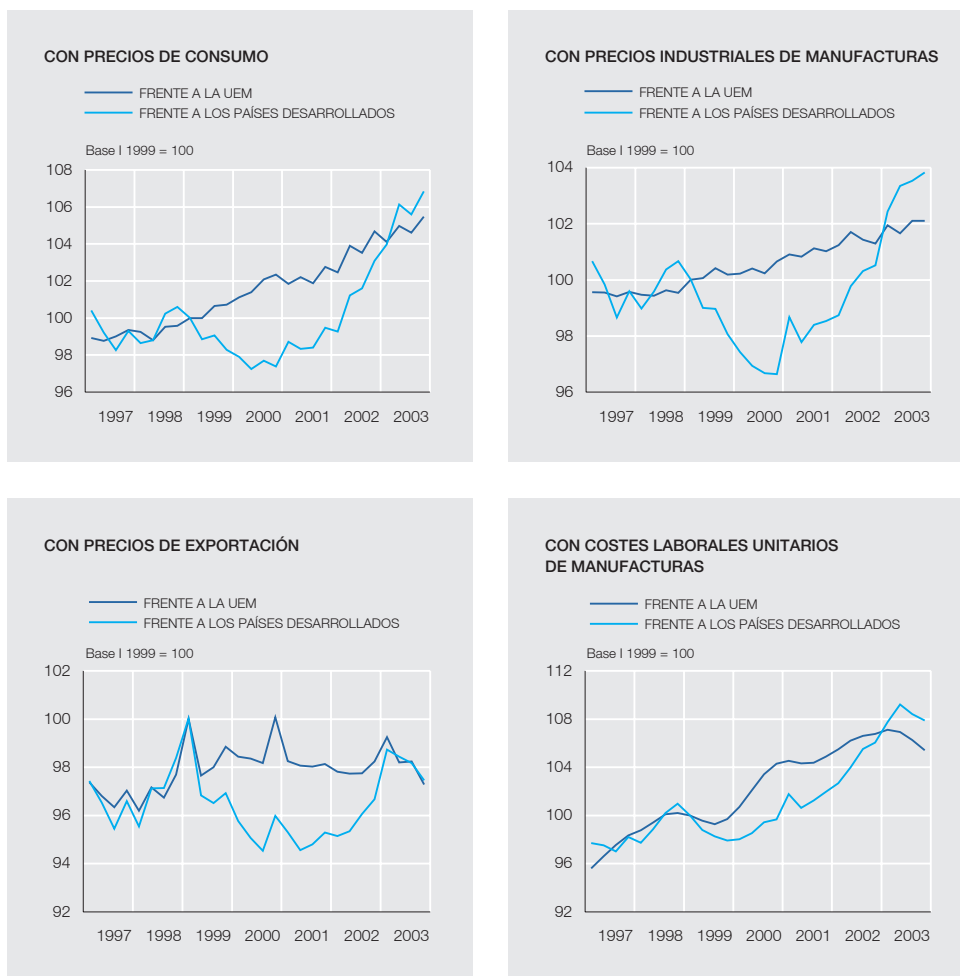 CON PRECIOS DE CONSUMO
FRENTE A LA UEM
FRENTE A LOS PAÍSES DESARROLLADOS
Base I 1999 = 100
108
106
104
102
100
98
96
1997 1998 1999 2000 2001 2002 2003
CON PRECIOS INDUSTRIALES DE MANUFACTURAS
FRENTE A LA UEM
FRENTE A LOS PAÍSES DESARROLLADOS
Base I 1999 = 100
104
102
100
98
96
1997 1998 1999 2000 2001 2002 2003
CON PRECIOS DE EXPORTACIÓN
FRENTE A LA UEM
FRENTE A LOS PAÍSES DESARROLLADOS
Base I 1999 = 100
102
100
98
96
94
92
1997 1998 1999 2000 2001 2002 2003
CON COSTES LABORALES UNITARIOS
DE MANUFACTURAS
FRENTE A LA UEM
FRENTE A LOS PAÍSES DESARROLLADOS
Base I 1999 = 100
112
108
104
100
96
92
1997 1998 1999 2000 2001 2002 2003